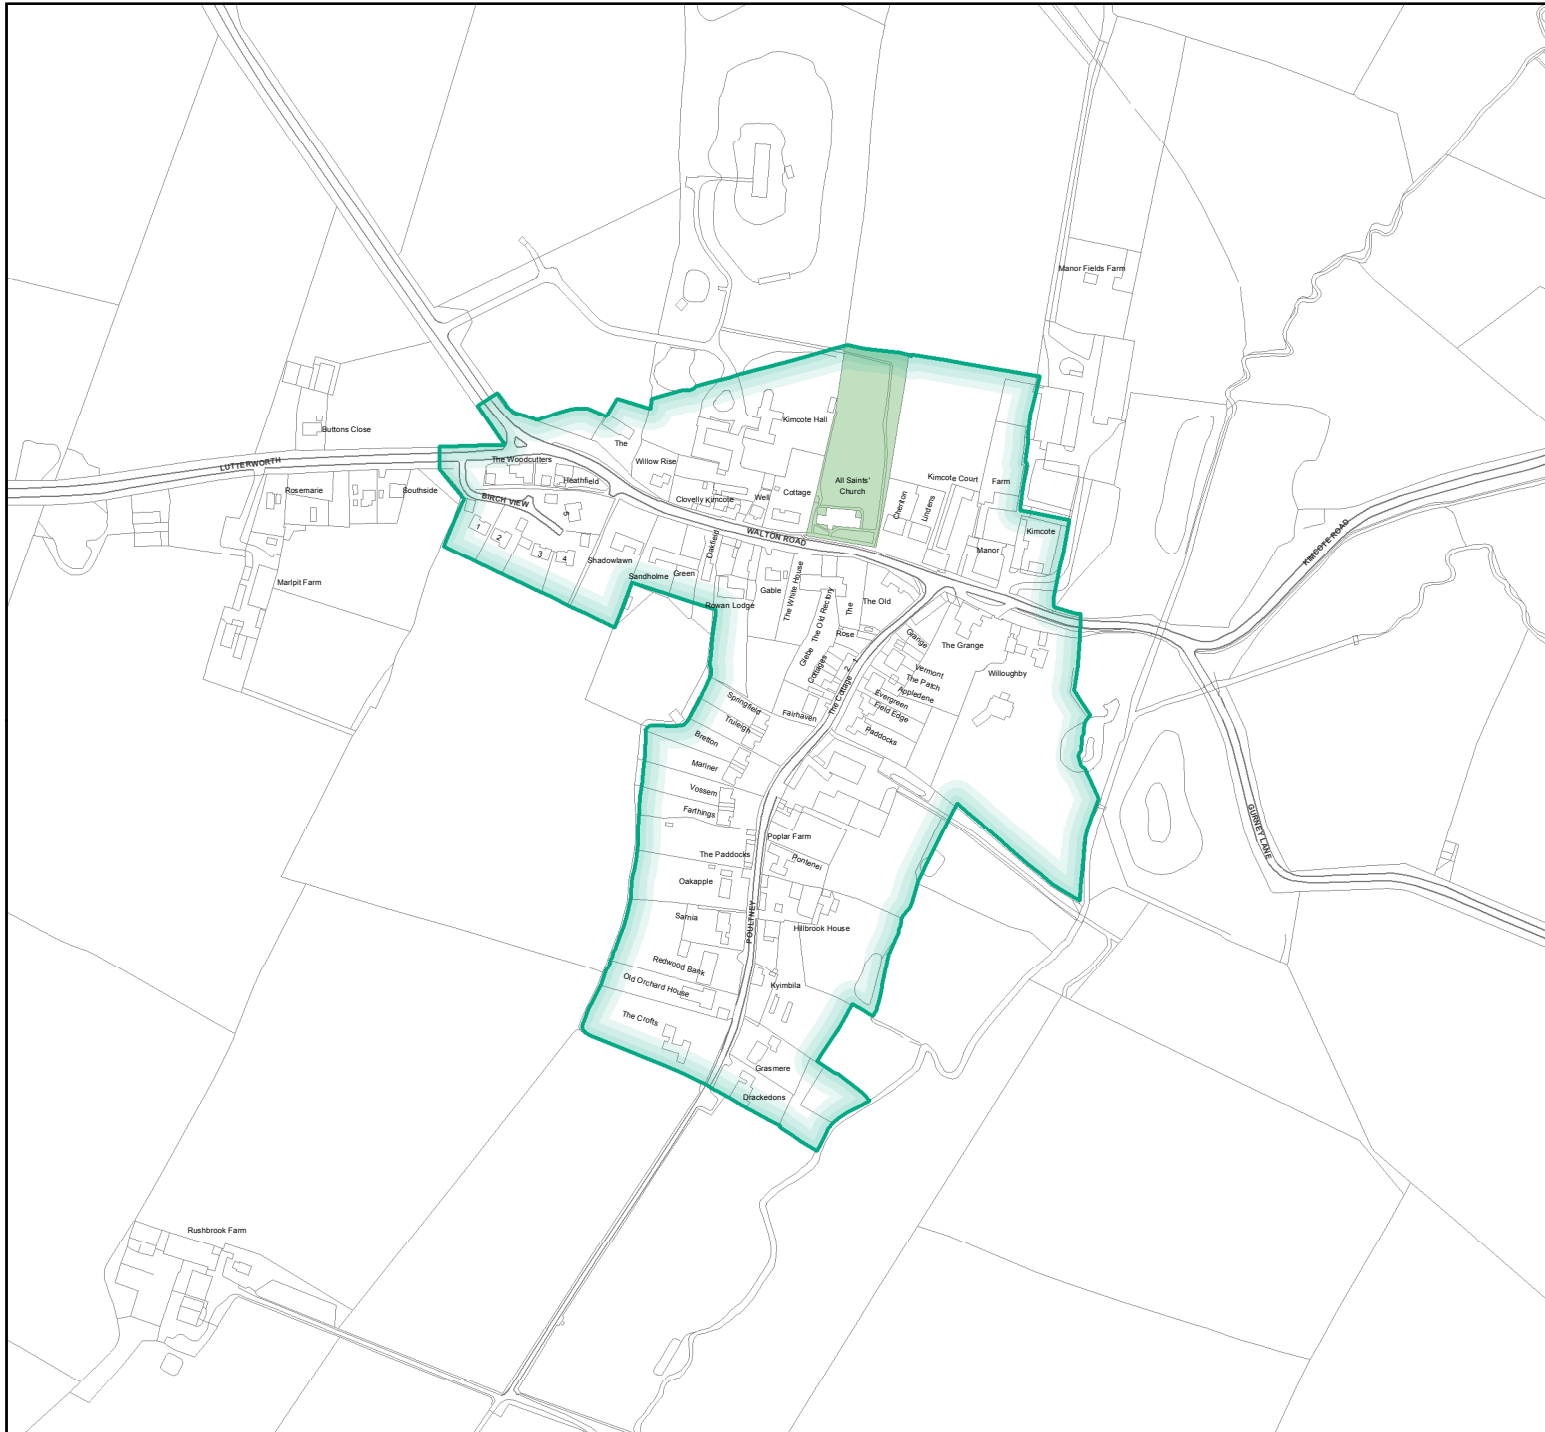 Manor Fields Farm
Buttons Close
Kimcote Hall
The
Willow Rise
LUTTERWORTH
The Woodcutters
Heathfield
Rosemarie
Southside
BIRCH VIEW
Clovelly Kimcote
Well
Cottage
All Saints'
Church
Cheriton
Lindens
Kimcote Court
Farm
Kimcote
Manor
KIMCOTE ROAD
WALTON ROAD
1
2
3
4
5
Shadowlawn
Sandholme
Green
Oakfield
Rowan Lodge
Gable
The White House
The Old Rectory
The
The Old
Rose
Glebe
Cottages
2
1
The Cottage
Fairhaven
Grange
The Grange
Willoughby
Vermont
The Patch
Appledene
Evergreen
Field Edge
Paddocks
Marlpit Farm
Springfield
Truleigh
Bretton
Mariner
Vossem
Farthings
Poplar Farm
Pontenei
The Paddocks
Oakapple
GURNEY LANE
Safnia
POULTNEY
Hillbrook House
Redwood Bank
Old Orchard House
Kyimbila
The Crofts
Grasmere
Drackedons
Rushbrook Farm